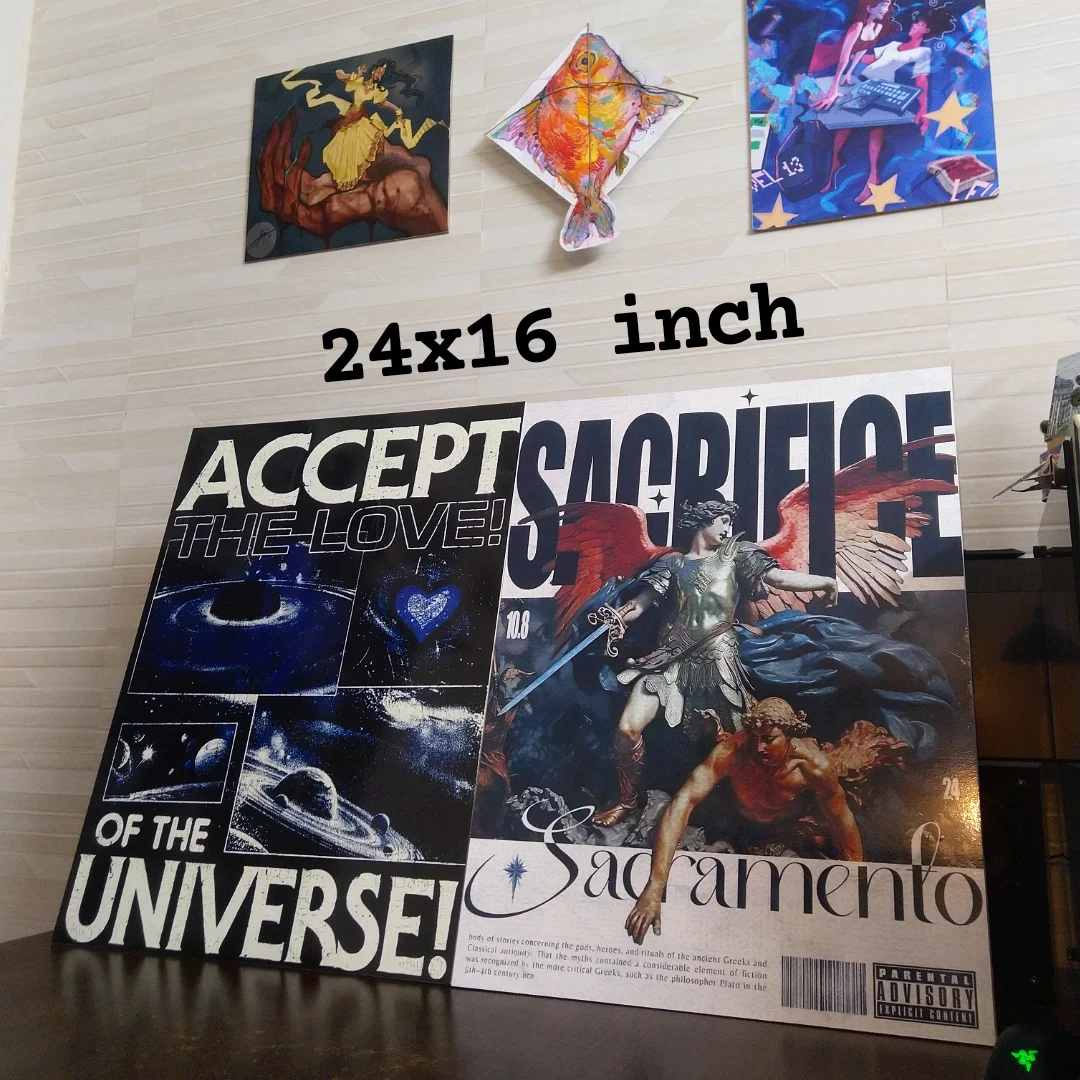 VEL 13
LEVE
24x16 inch
ACCEPT
THE LOVE!
OF THE
UNIVERSE!
SACRIFICE
10.8
24
Sacramento
body of stories concerning the gods, heroes, and rituals of the ancient Greeks and
Classical antiquity. That the myths contained a considerable element of fiction
was recognized by the more critical Greeks, such as the philosopher Plato in the
5th–4th century bce
PARENTAL
ADVISORY
EXPLICIT CONTENT